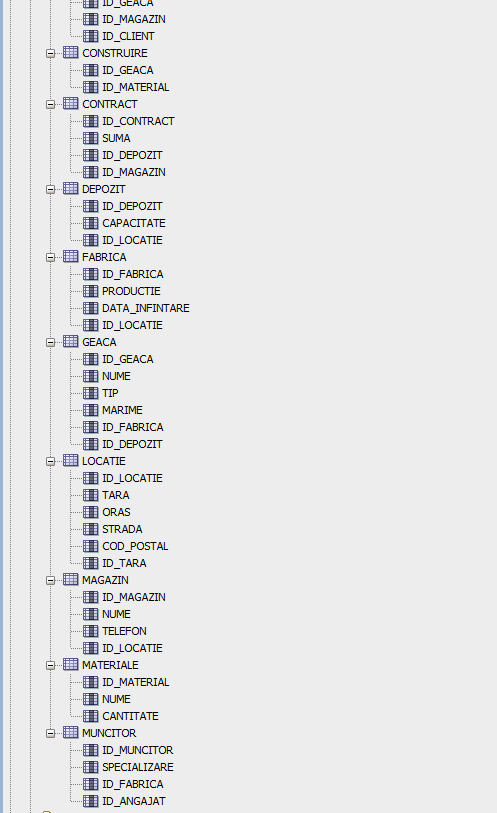 ID_GEACA
ID_MAGAZIN
ID_CLIENT
CONSTRUIRE
ID_GEACA
ID_MATERIAL
CONTRACT
ID_CONTRACT
SUMA
ID_DEPOZIT
ID_MAGAZIN
DEPOZIT
ID_DEPOZIT
CAPACITATE
ID_LOCATIE
FABRICA
ID_FABRICA
PRODUCTIE
DATA_INFINTARE
ID_LOCATIE
GEACA
ID_GEACA
NUME
TIP
MARIME
ID_FABRICA
ID_DEPOZIT
LOCATIE
ID_LOCATIE
TARA
ORAS
STRADA
COD_POSTAL
ID_TARA
MAGAZIN
ID_MAGAZIN
NUME
TELEFON
ID_LOCATIE
MATERIALE
ID_MATERIAL
NUME
CANTITATE
MUNCITOR
ID_MUNCITOR
SPECIALIZARE
ID_FABRICA
ID_ANGAJAT